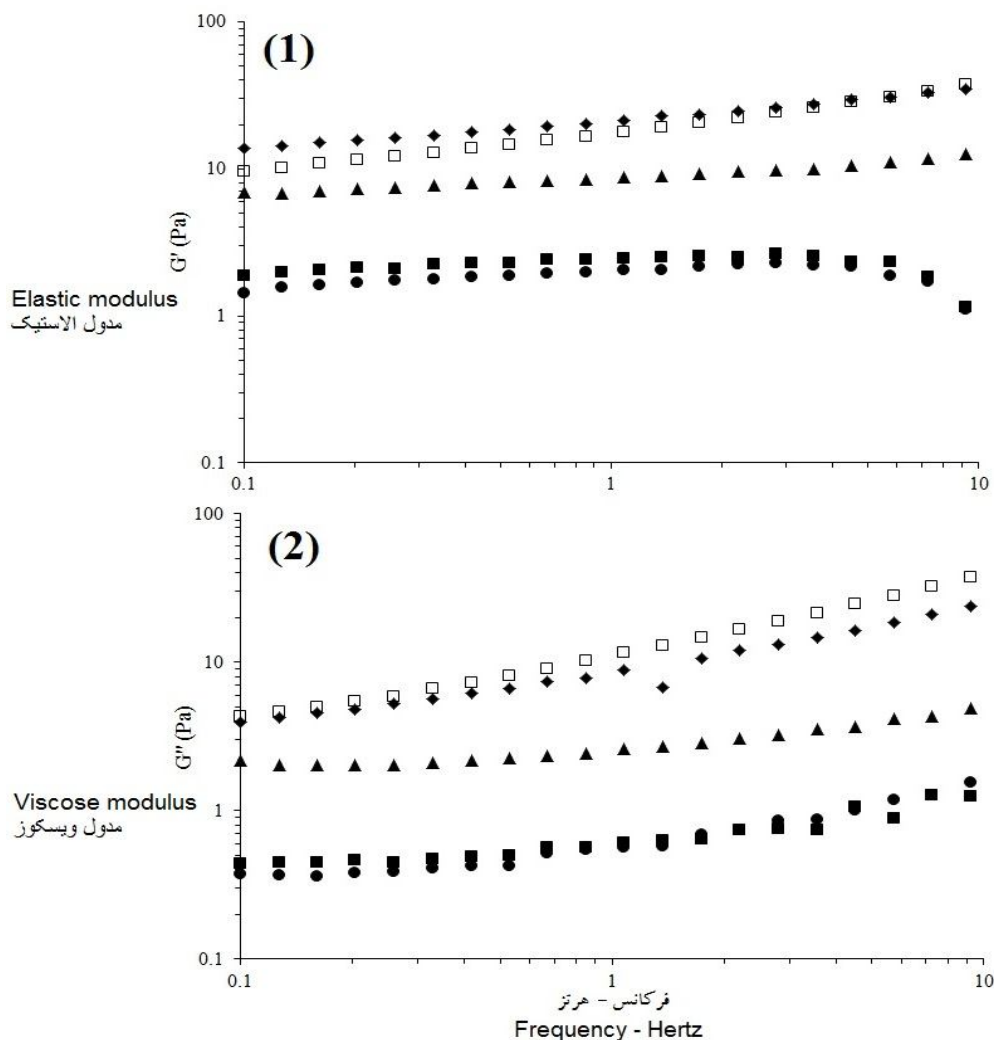 100
(1)
10
G' (Pa)
Elastic modulus
مدول الاستیک
1
0.1
0.1
1
10
100
(2)
10
G'' (Pa)
Viscose modulus
مدول ویسکوز
1
0.1
0.1
1
10
فرکانس - هرتز
Frequency - Hertz